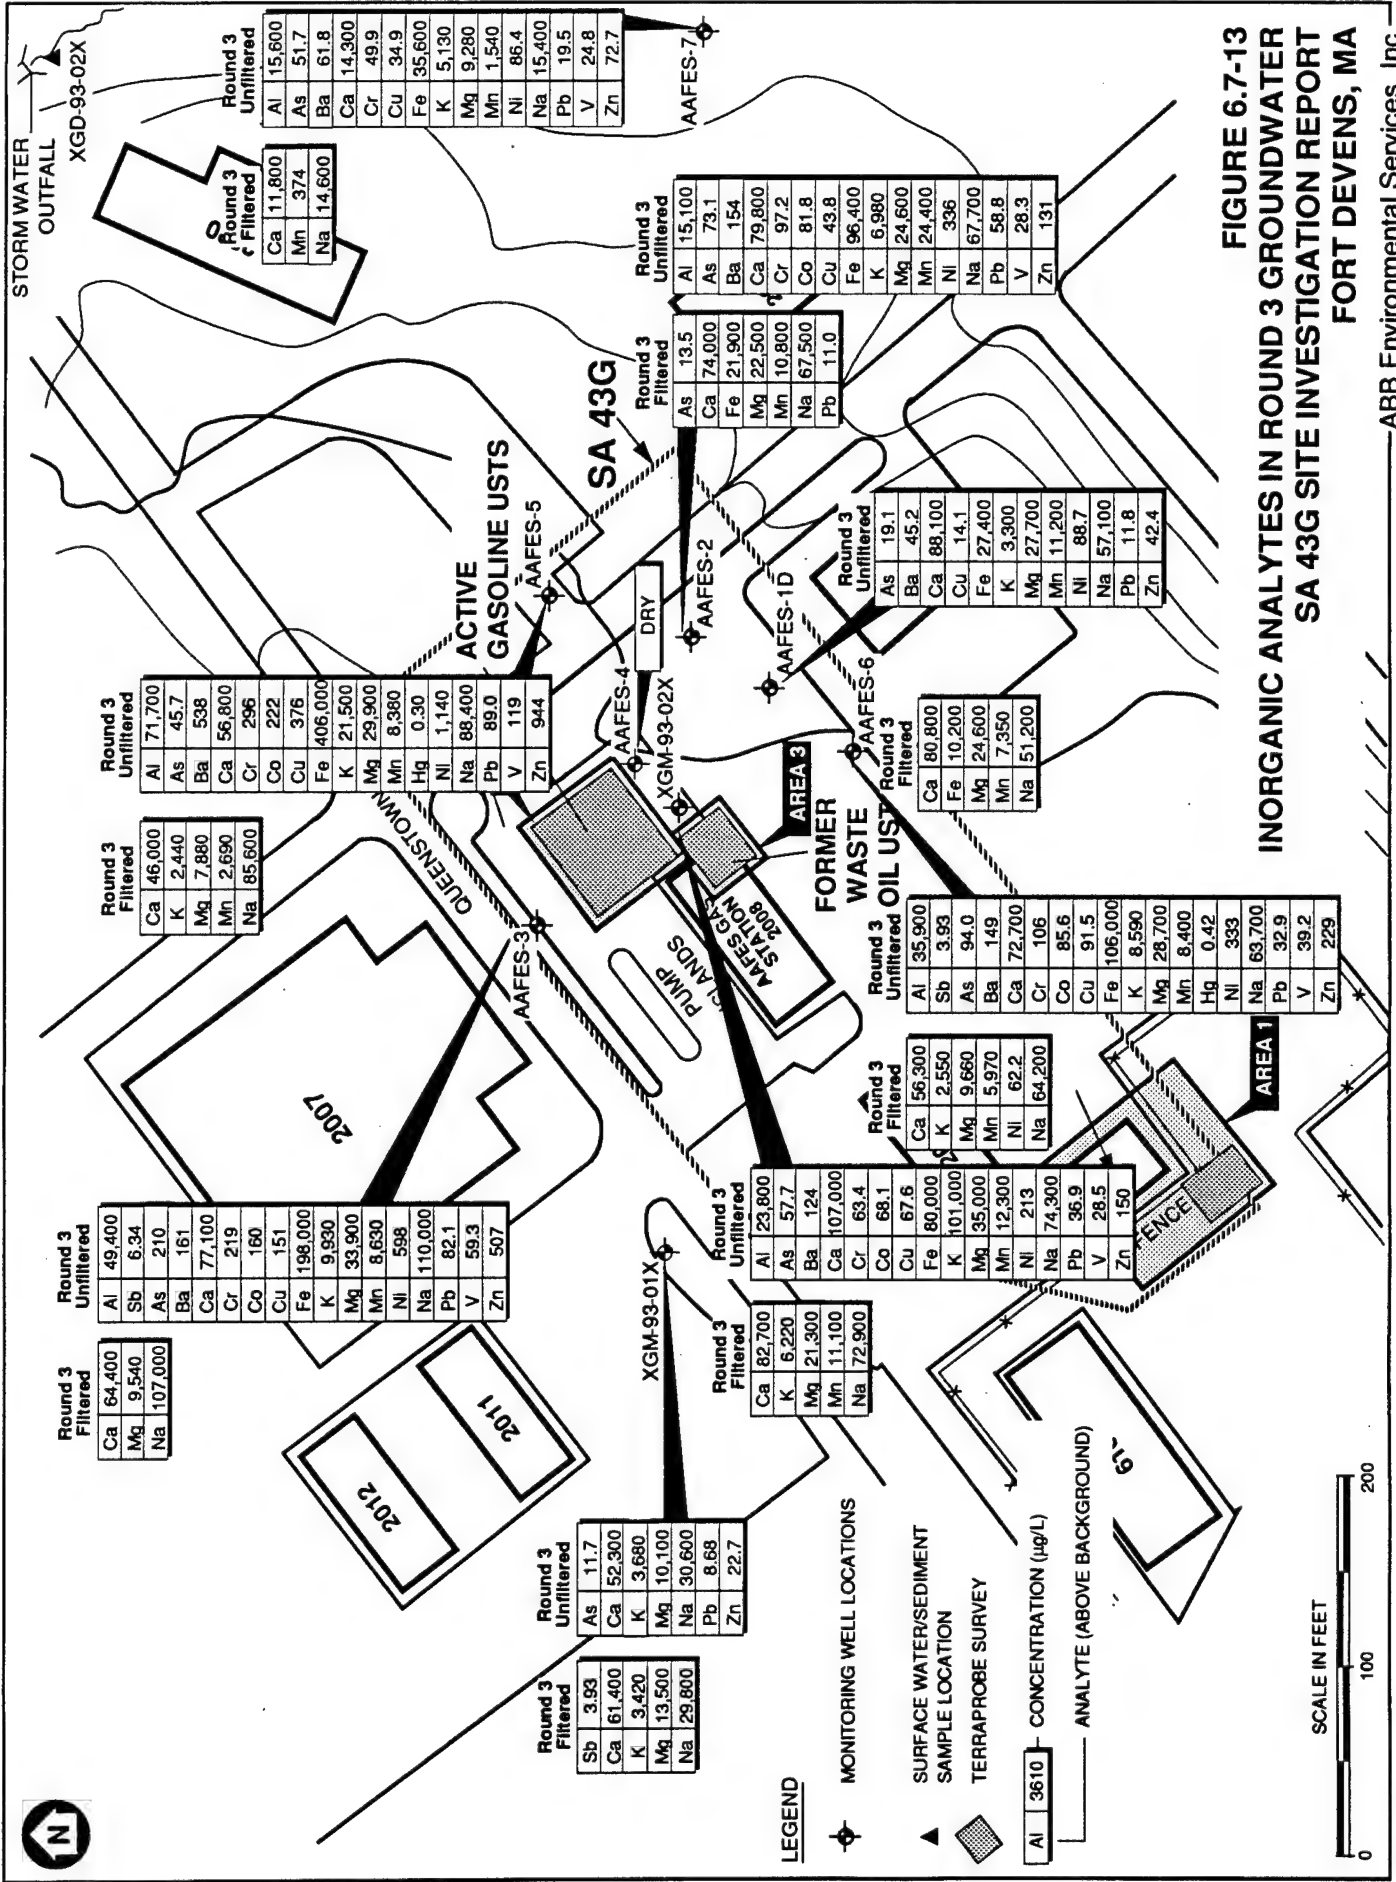 N
STORM WATER
OUTFALL
XGD-93-02X
Round 3
Filtered
Ca 64,400
Mg 9,540
Na 107,000
Round 3
Unfiltered
Al 49,400
Sb 6.34
As 210
Ba 161
Ca 77,100
Cr 219
Co 160
Cu 151
Fe 198,000
K 9,930
Mg 33,900
Mn 8,630
Ni 598
Na 110,000
Pb 82.1
V 59.3
Zn 507
Round 3
Filtered
Ca 46,000
K 2,440
Mg 7,880
Mn 2,690
Na 85,600
Round 3
Unfiltered
Al 71,700
As 45.7
Ba 538
Ca 56,800
Cr 296
Co 222
Cu 376
Fe 406,000
K 21,500
Mg 29,900
Mn 8,380
Hg 0.30
Ni 1,140
Na 88,400
Pb 89.0
V 119
Zn 944
Round 3
Filtered
Ca 11,800
Mn 374
Na 14,600
Round 3
Unfiltered
Al 15,600
As 51.7
Ba 61.8
Ca 14,300
Cr 49.9
Cu 34.9
Fe 35,600
K 5,130
Mg 9,280
Mn 1,540
Ni 86.4
Na 15,400
Pb 19.5
V 24.8
Zn 72.7
AAFES-7
2012
2011
2007
QUEENSTOWN
AAFES-3
ACTIVE
GASOLINE USTS
AAFES-5
SA 43G
AAFES-4
DRY
XGM-93-02X
AAFES-2
AAFES-1D
AAFES-6
PUMP
ISLANDS
AAFES GAS
STATION
2008
AREA 3
FORMER
WASTE
OIL UST
Round 3
Filtered
As 13.5
Ca 74,000
Fe 21,900
Mg 22,500
Mn 10,800
Na 67,500
Pb 11.0
Round 3
Unfiltered
Al 15,100
As 73.1
Ba 154
Ca 79,800
Cr 97.2
Co 81.8
Cu 43.8
Fe 96,400
K 6,980
Mg 24,600
Mn 24,400
Ni 336
Na 67,700
Pb 58.8
V 28.3
Zn 131
Round 3
Filtered
Sb 3.93
Ca 61,400
K 3,420
Mg 13,500
Na 29,800
Round 3
Unfiltered
As 11.7
Ca 52,300
K 3,680
Mg 10,100
Na 30,600
Pb 8.68
Zn 22.7
XGM-93-01X
Round 3
Filtered
Ca 82,700
K 6,220
Mg 21,300
Mn 11,100
Na 72,900
Round 3
Unfiltered
Al 23,800
As 57.7
Ba 124
Ca 107,000
Cr 63.4
Co 68.1
Cu 67.6
Fe 80,000
K 101,000
Mg 35,000
Mn 12,300
Ni 213
Na 74,300
Pb 36.9
V 28.5
Zn 150
Round 3
Filtered
Ca 56,300
K 2,550
Mg 9,660
Mn 5,970
Ni 62.2
Na 64,200
Round 3
Unfiltered
Al 35,900
Sb 3.93
As 94.0
Ba 149
Ca 72,700
Cr 106
Co 85.6
Cu 91.5
Fe 106,000
K 8,590
Mg 28,700
Mn 8,400
Hg 0.42
Ni 333
Na 63,700
Pb 32.9
V 39.2
Zn 229
Round 3
Filtered
Ca 80,800
Fe 10,200
Mg 24,600
Mn 7,350
Na 51,200
Round 3
Unfiltered
As 19.1
Ba 45.2
Ca 88,100
Cu 14.1
Fe 27,400
K 3,300
Mg 27,700
Mn 11,200
Ni 88.7
Na 57,100
Pb 11.8
Zn 42.4
FENCE
AREA 1
LEGEND
MONITORING WELL LOCATIONS
SURFACE WATER/SEDIMENT
SAMPLE LOCATION
TERRAPROBE SURVEY
Al 3610 CONCENTRATION (µg/L)
ANALYTE (ABOVE BACKGROUND)
SCALE IN FEET
0 100 200
FIGURE 6.7-13
INORGANIC ANALYTES IN ROUND 3 GROUNDWATER
SA 43G SITE INVESTIGATION REPORT
FORT DEVENS, MA
ABB Environmental Services, Inc.